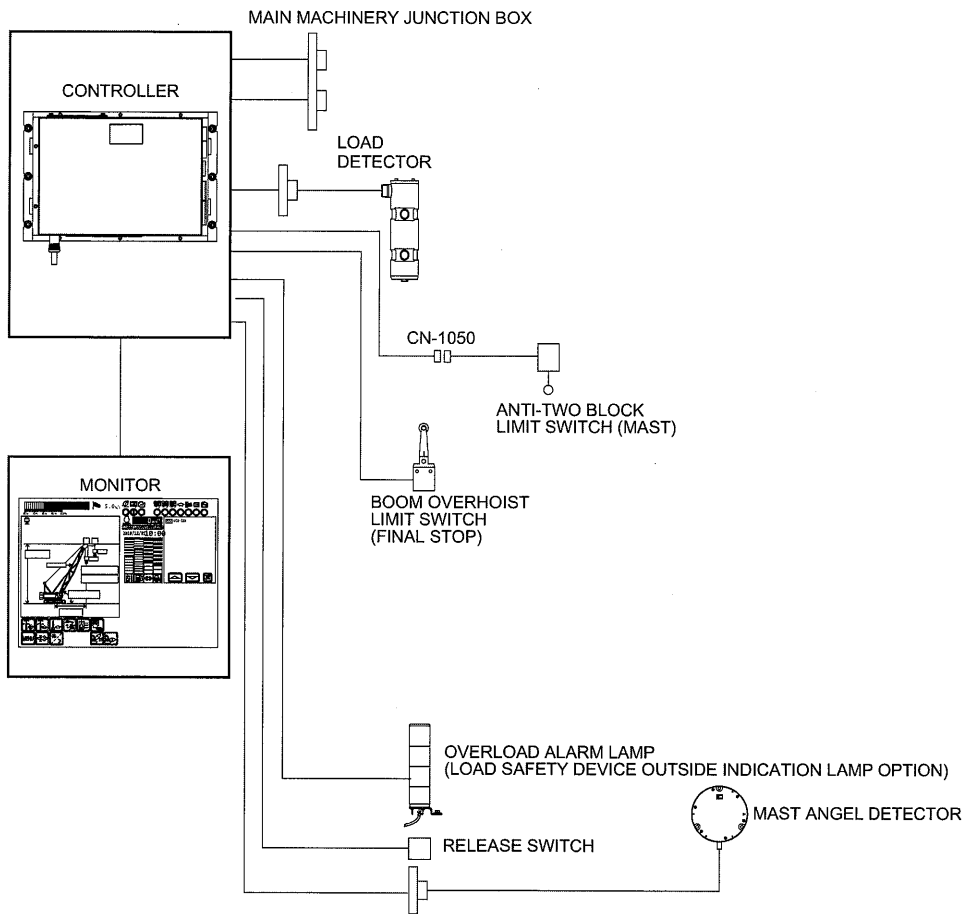 MAIN MACHINERY JUNCTION BOX
CONTROLLER
LOAD
DETECTOR
CN-1050
ANTI-TWO BLOCK
LIMIT SWITCH (MAST)
MONITOR
BOOM OVERHOIST
LIMIT SWITCH
(FINAL STOP)
OVERLOAD ALARM LAMP
(LOAD SAFETY DEVICE OUTSIDE INDICATION LAMP OPTION)
MAST ANGEL DETECTOR
RELEASE SWITCH